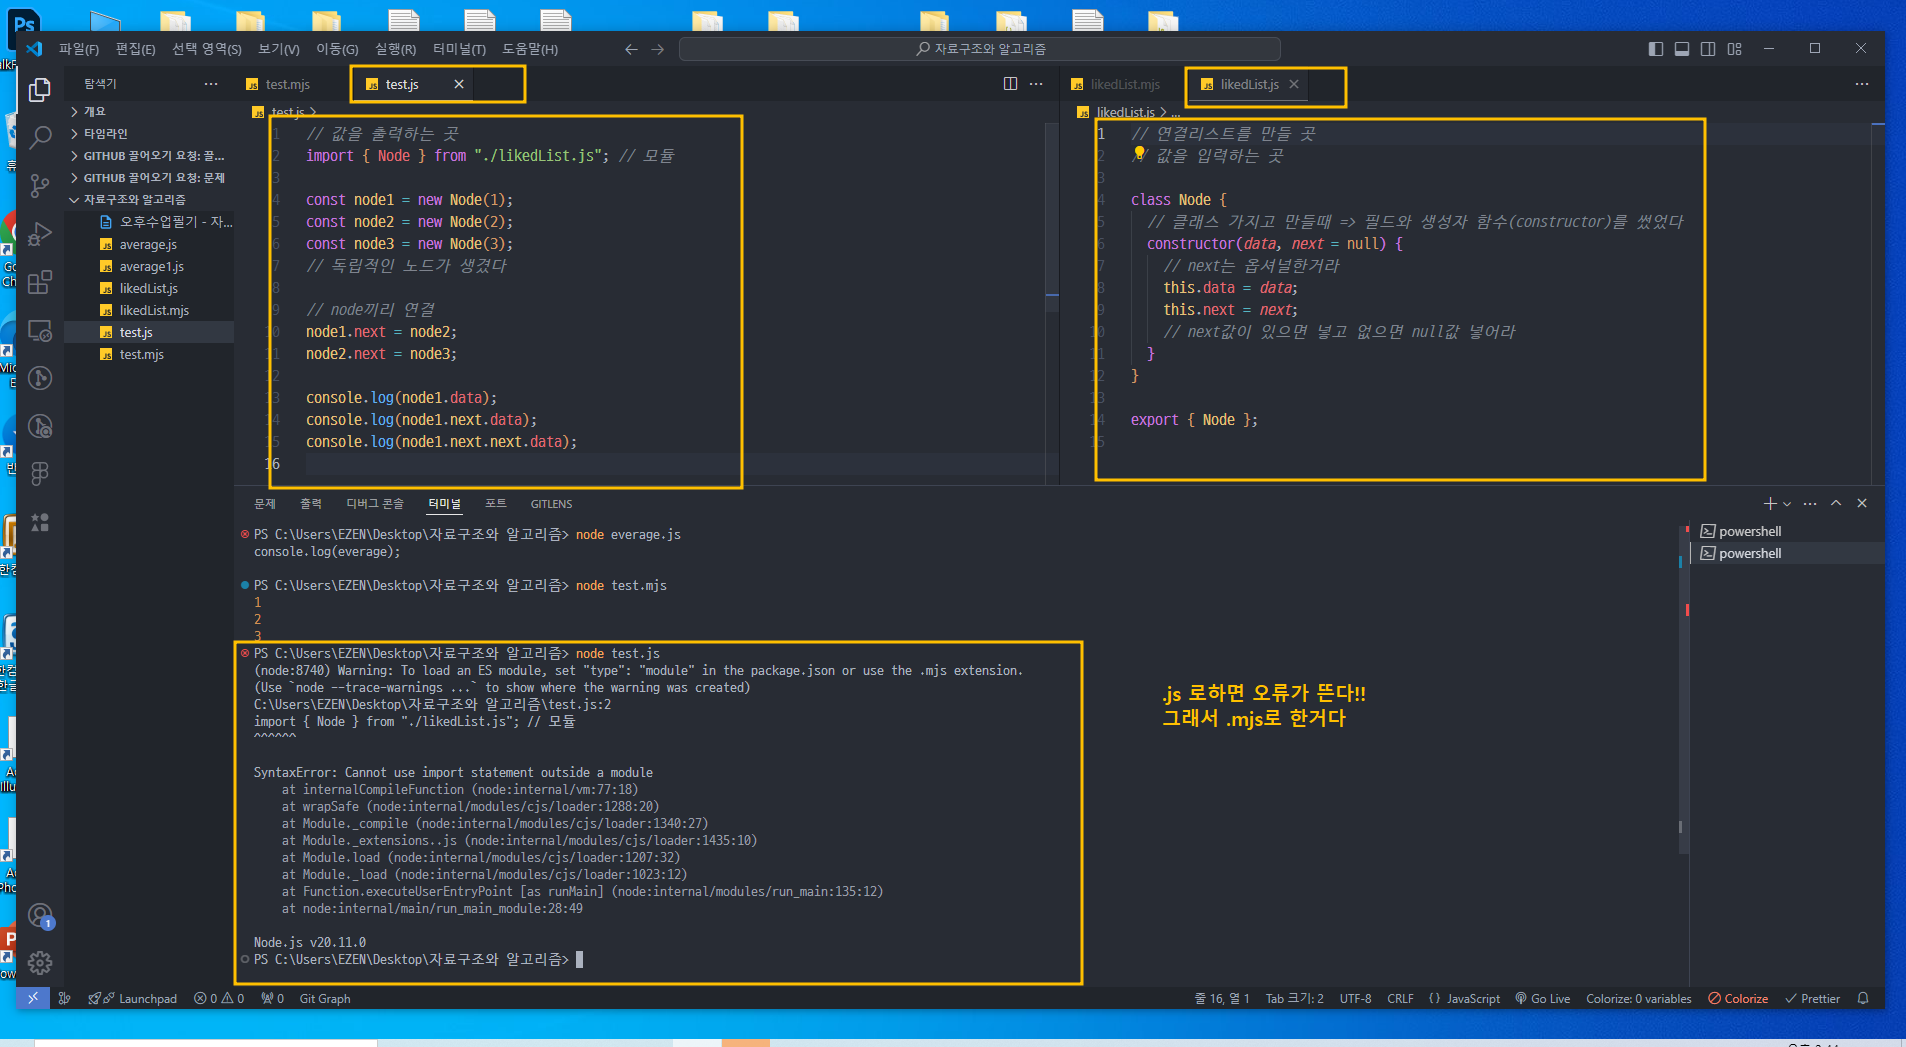 파일(F) 편집(E) 선택 영역(S) 보기(V) 이동(G) 실행(R) 터미널(T) 도움말(H)
자료구조와 알고리즘
탐색기
개요
타임라인
GITHUB 끌어오기 요청: 끌...
GITHUB 끌어오기 요청: 문제
자료구조와 알고리즘
오후수업필기 - 자...
average.js
average1.js
likedList.js
likedList.mjs
test.js
test.mjs
test.mjs
test.js
test.js
1 // 값을 출력하는 곳
2 import { Node } from "./likedList.js"; // 모듈
3
4 const node1 = new Node(1);
5 const node2 = new Node(2);
6 const node3 = new Node(3);
7 // 독립적인 노드가 생겼다
8
9 // node끼리 연결
10 node1.next = node2;
11 node2.next = node3;
12
13 console.log(node1.data);
14 console.log(node1.next.data);
15 console.log(node1.next.next.data);
16
likedList.mjs
likedList.js
likedList.js > ...
1 // 연결리스트를 만들 곳
2 // 값을 입력하는 곳
3
4 class Node {
5 // 클래스 가지고 만들때 => 필드와 생성자 함수(constructor)를 썼었다
6 constructor(data, next = null) {
7 // next는 옵셔널한거라
8 this.data = data;
9 this.next = next;
10 // next값이 있으면 넣고 없으면 null값 넣어라
11 }
12 }
13
14 export { Node };
15
문제 출력 디버그 콘솔 터미널 포트 GITLENS
PS C:\Users\EZEN\Desktop\자료구조와 알고리즘> node everage.js
console.log(everage);
PS C:\Users\EZEN\Desktop\자료구조와 알고리즘> node test.mjs
1
2
3
PS C:\Users\EZEN\Desktop\자료구조와 알고리즘> node test.js
(node:8740) Warning: To load an ES module, set "type": "module" in the package.json or use the .mjs extension.
(Use `node --trace-warnings ...` to show where the warning was created)
C:\Users\EZEN\Desktop\자료구조와 알고리즘\test.js:2
import { Node } from "./likedList.js"; // 모듈
^^^^^^
SyntaxError: Cannot use import statement outside a module
at internalCompileFunction (node:internal/vm:77:18)
at wrapSafe (node:internal/modules/cjs/loader:1288:20)
at Module._compile (node:internal/modules/cjs/loader:1340:27)
at Module._extensions..js (node:internal/modules/cjs/loader:1435:10)
at Module.load (node:internal/modules/cjs/loader:1207:32)
at Module._load (node:internal/modules/cjs/loader:1023:12)
at Function.executeUserEntryPoint [as runMain] (node:internal/modules/run_main:135:12)
at node:internal/main/run_main_module:28:49
Node.js v20.11.0
PS C:\Users\EZEN\Desktop\자료구조와 알고리즘>
powershell
powershell
.js 로하면 오류가 뜬다!!
그래서 .mjs로 한거다
Launchpad 0 0 0 Git Graph 줄 16, 열 1 Tab 크기: 2 UTF-8 CRLF {} JavaScript Go Live Colorize: 0 variables Colorize Prettier
Ps
1